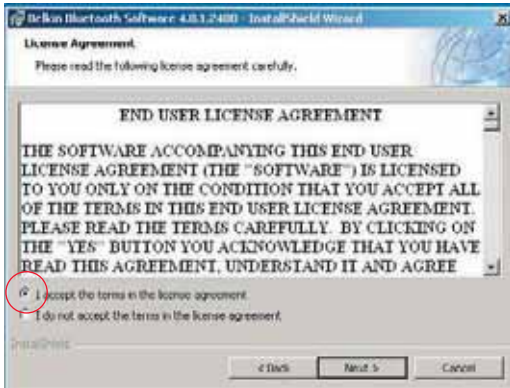 Belkin Bluetooth Software 4.0.1.2400 - InstallShield Wizard
License Agreement
Please read the following license agreement carefully.
END USER LICENSE AGREEMENT
THE SOFTWARE ACCOMPANYING THIS END USER
LICENSE AGREEMENT (THE "SOFTWARE") IS LICENSED
TO YOU ONLY ON THE CONDITION THAT YOU ACCEPT ALL
OF THE TERMS IN THIS END USER LICENSE AGREEMENT.
PLEASE READ THE TERMS CAREFULLY. BY CLICKING ON
THE "YES" BUTTON YOU ACKNOWLEDGE THAT YOU HAVE
READ THIS AGREEMENT, UNDERSTAND IT AND AGREE
I accept the terms in the license agreement
I do not accept the terms in the license agreement
InstallShield
< Back Next > Cancel